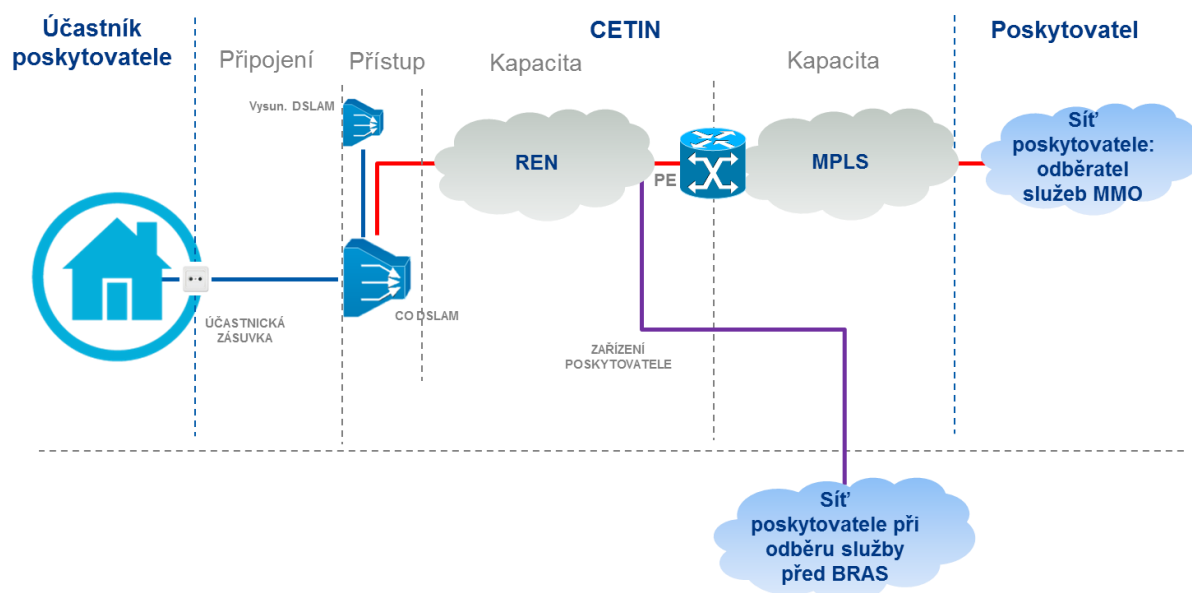 Účastník
poskytovatele
CETIN
Poskytovatel
Připojení
Přístup
Kapacita
Kapacita
Vysun. DSLAM
REN
PE
MPLS
Síť
poskytovatele:
odběratel
služeb MMO
ÚČASTNICKÁ
ZÁSUVKA
CO DSLAM
ZAŘÍZENÍ
POSKYTOVATELE
Síť
poskytovatele při
odběru služby
před BRAS